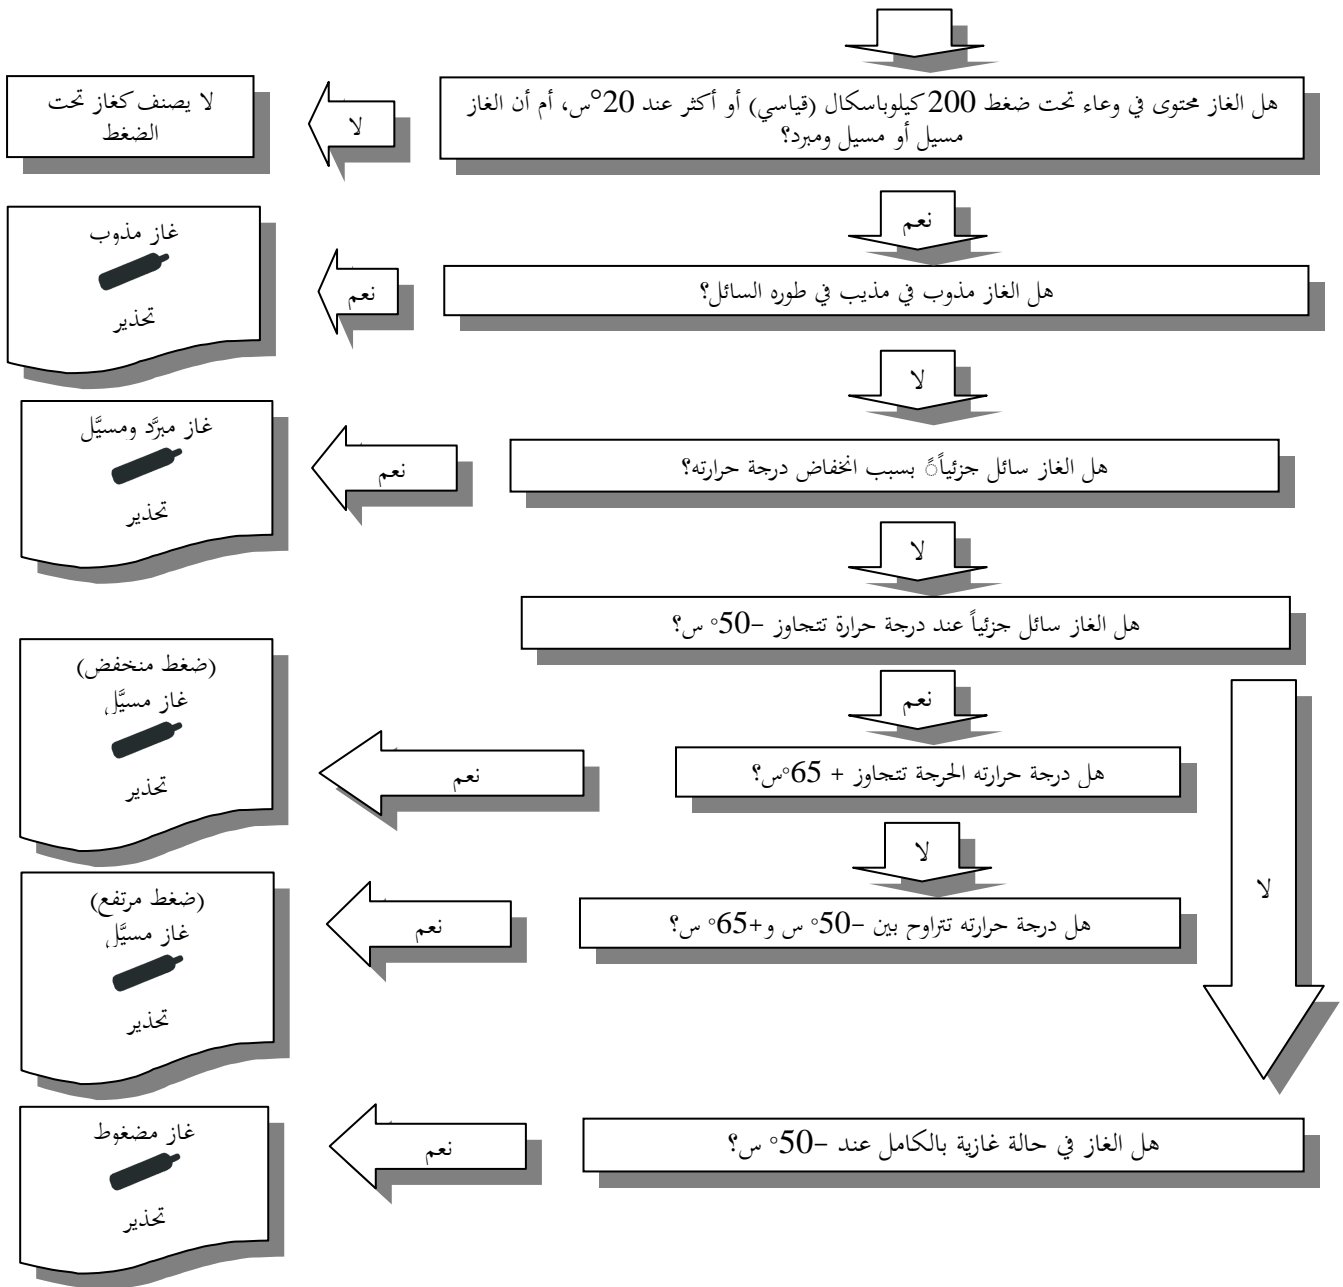 هل الغاز محتوى في وعاء تحت ضغط 200 كيلوباسكال (قياسي) أو أكثر عند 20°س، أم أن الغاز
مسيل أو مسيل ومبرد؟
لا
لا يصنف كغاز تحت
الضغط
نعم
هل الغاز مذوب في مذيب في طوره السائل؟
نعم
غاز مذوب
تحذير
لا
هل الغاز سائل جزئياًً بسبب انخفاض درجة حرارته؟
نعم
غاز مبرَّد ومسيَّل
تحذير
لا
هل الغاز سائل جزئياً عند درجة حرارة تتجاوز –50° س؟
نعم
هل درجة حرارته الحرجة تتجاوز + 65°س؟
نعم
(ضغط منخفض)
غاز مسيَّل
تحذير
لا
هل درجة حرارته تتراوح بين –50° س و+65° س؟
نعم
(ضغط مرتفع)
غاز مسيَّل
تحذير
لا
هل الغاز في حالة غازية بالكامل عند –50° س؟
نعم
غاز مضغوط
تحذير